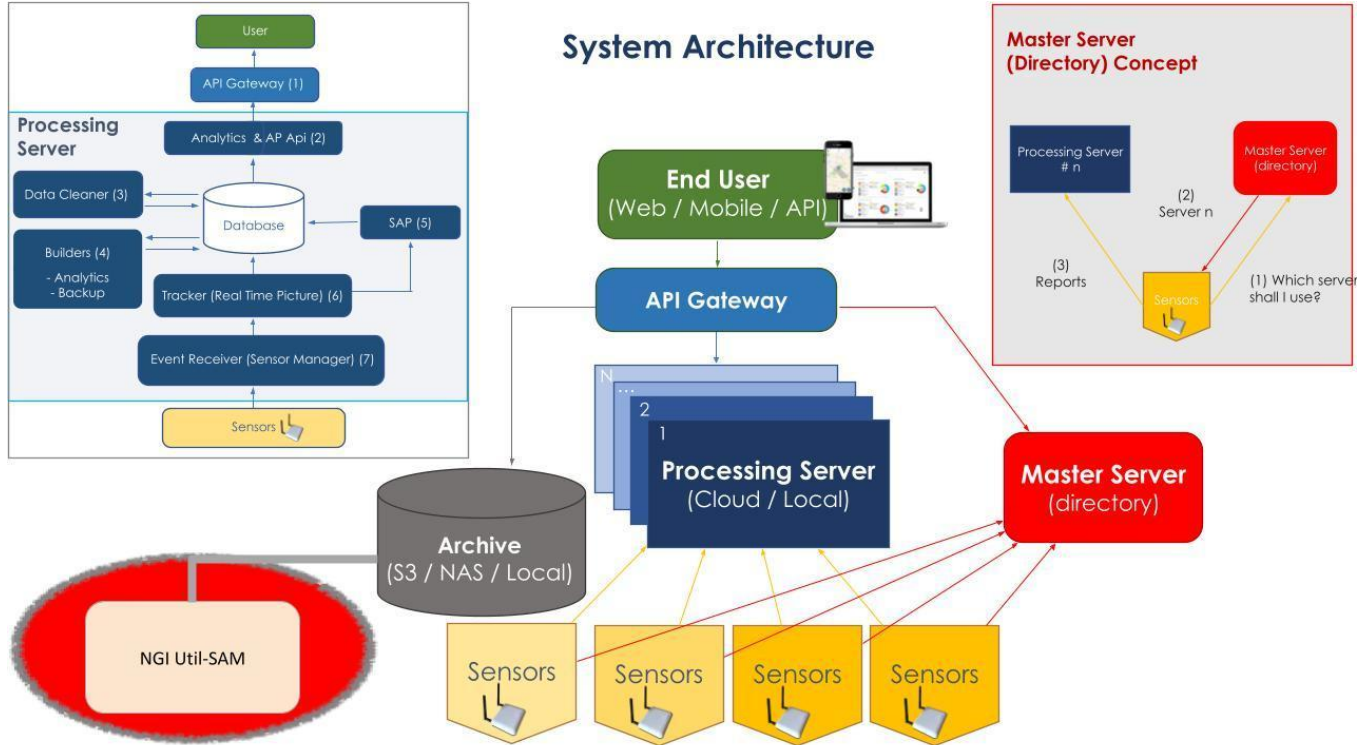 System Architecture
User
API Gateway (1)
Processing
Server
Analytics & AP Api (2)
Data Cleaner (3)
Database
SAP (5)
Builders (4)
- Analytics
- Backup
Tracker (Real Time Picture) (6)
Event Receiver (Sensor Manager) (7)
Sensors
End User
(Web / Mobile / API)
API Gateway
N
...
2
1
Processing Server
(Cloud / Local)
Master Server
(directory)
Archive
(S3 / NAS / Local)
NGI Util-SAM
Sensors
Sensors
Sensors
Sensors
Master Server
(Directory) Concept
Processing Server
# n
Master Server
(directory)
(2)
Server n
(3)
Reports
Sensors
(1) Which server
shall I use?